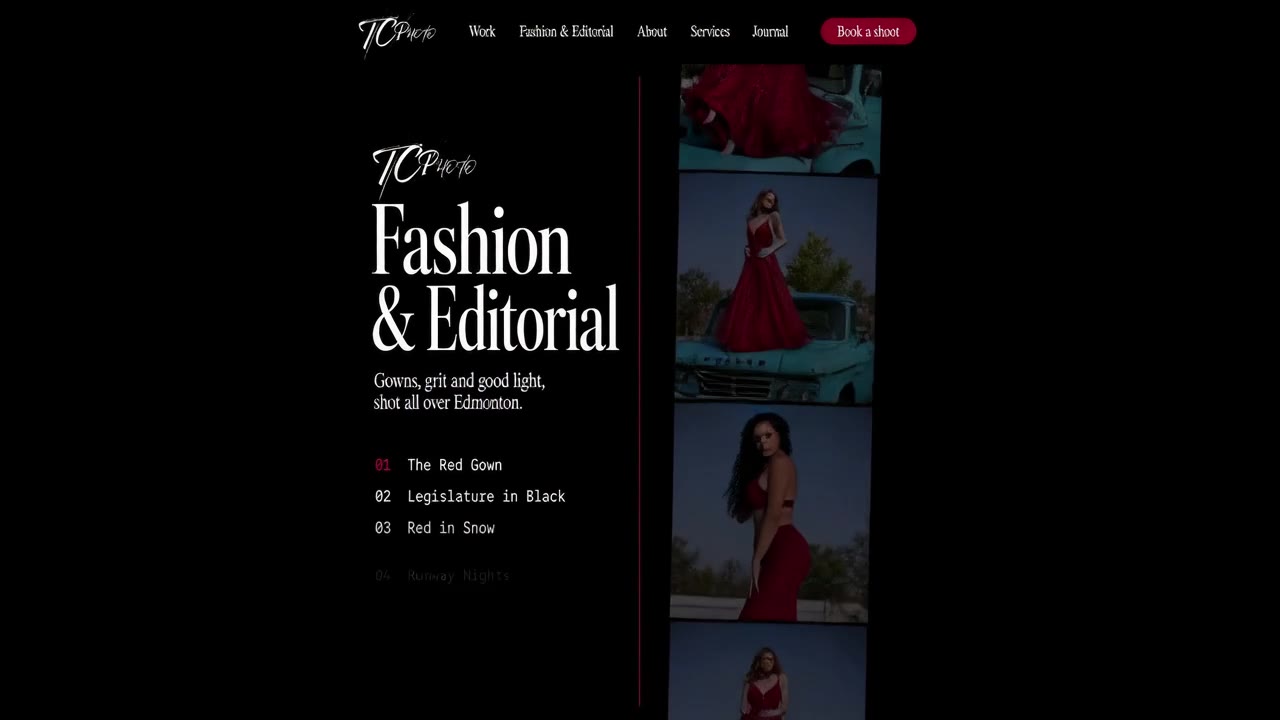 TCPhoto
Work
Fashion & Editorial
About
Services
Journal
Book a shoot
TCPhoto
Fashion
& Editorial
Gowns, grit and good light,
shot all over Edmonton.
01 The Red Gown
02 Legislature in Black
03 Red in Snow
04 Runway Nights